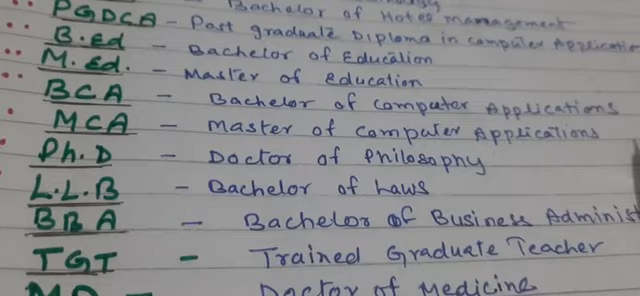 Bachelor of Hotel management
PGDCA - Post graduate Diploma in computer Application
B.Ed - Bachelor of Education
M.Ed. - Master of education
BCA - Bachelor of computer Applications
MCA - Master of computer Applications
Ph.D - Doctor of Philosophy
L.L.B - Bachelor of Laws
BBA - Bachelor of Business Adminis
TGT - Trained Graduate Teacher
MD - Doctor of Medicine